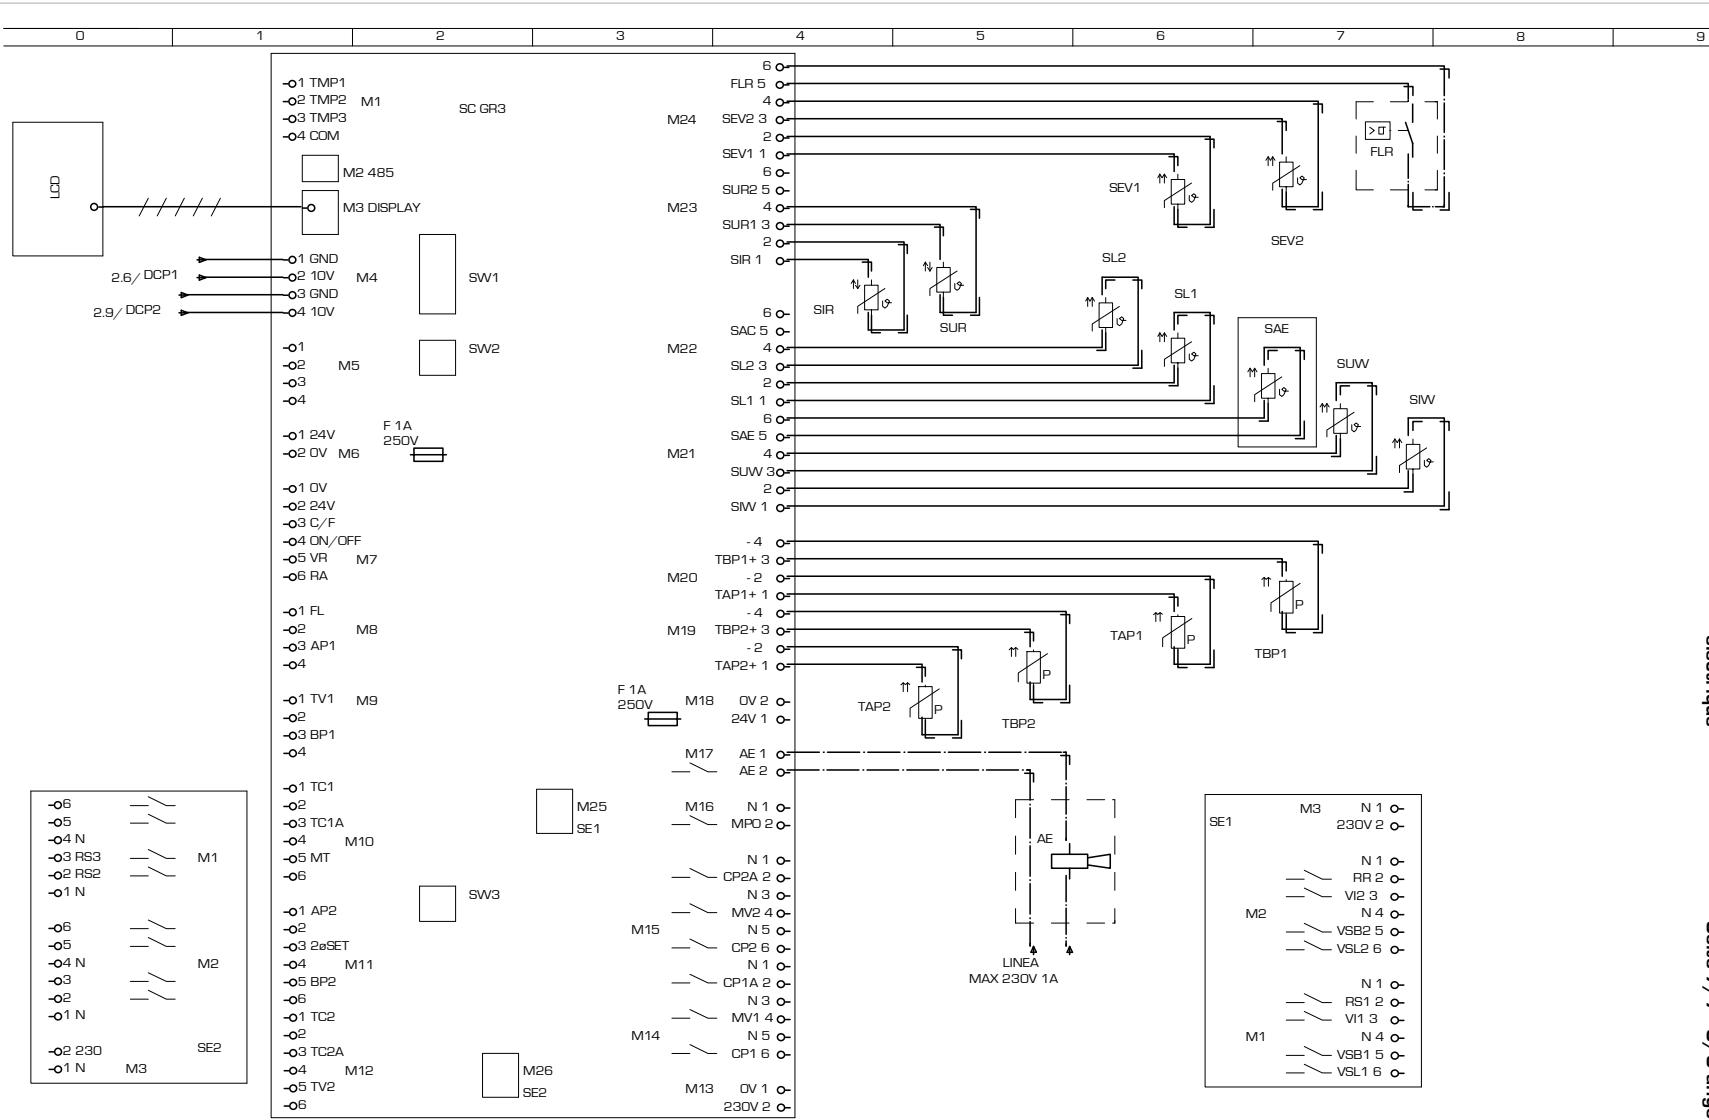 0 1 2 3 4 5 6 7 8 9
SC GR3
LCD
1 TMP1
2 TMP2
M1
3 TMP3
4 COM
M2 485
M3 DISPLAY
1 GND
2.6/ DCP1
2 10V
M4
3 GND
2.9/ DCP2
4 10V
SW1
1
2
M5
3
4
SW2
F 1A
250V
1 24V
2 0V
M6
1 0V
2 24V
3 C/F
4 ON/OFF
5 VR
M7
6 RA
1 FL
2
M8
3 AP1
4
1 TV1
M9
2
3 BP1
4
1 TC1
2
3 TC1A
4
M10
5 MT
6
1 AP2
2
3 2øSET
4
M11
5 BP2
6
1 TC2
2
3 TC2A
4
M12
5 TV2
6
M25
SE1
SW3
M26
SE2
6
FLR 5
4
M24
SEV2 3
2
SEV1 1
6
SUR2 5
M23
4
SUR1 3
2
SIR 1
6
SAC 5
M22
4
SL2 3
2
SL1 1
6
SAE 5
M21
4
SUW 3
2
SIW 1
- 4
TBP1+ 3
M20
- 2
TAP1+ 1
- 4
M19
TBP2+ 3
- 2
TAP2+ 1
F 1A
250V
M18
0V 2
24V 1
M17
AE 1
AE 2
M16
N 1
MPO 2
N 1
CP2A 2
N 3
MV2 4
M15
N 5
CP2 6
N 1
CP1A 2
N 3
MV1 4
M14
N 5
CP1 6
M13
0V 1
230V 2
FLR
SEV1
SEV2
SIR
SUR
SL2
SL1
SAE
SUW
SIW
TBP1
TAP1
TBP2
TAP2
P
P
P
P
AE
LINEA
MAX 230V 1A
6
5
4 N
3 RS3
M1
2 RS2
1 N
6
5
4 N
M2
3
2
1 N
2 230
SE2
1 N
M3
SE1
M3
N 1
230V 2
N 1
RR 2
VI2 3
M2
N 4
VSB2 5
VSL2 6
N 1
RS1 2
VI1 3
M1
N 4
VSB1 5
VSL1 6